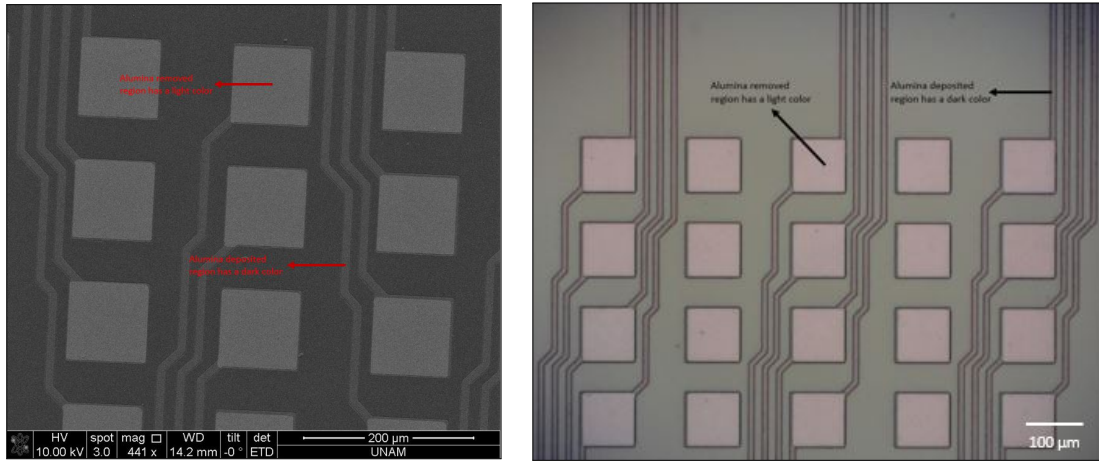 Alumina removed
region has a light color
Alumina deposited
region has a dark color
HV spot mag □ WD tilt det
200 µm
10.00 kV 3.0 441 x 14.2 mm -0 ° ETD UNAM
Alumina removed
region has a light color
Alumina deposited
region has a dark color
100 µm